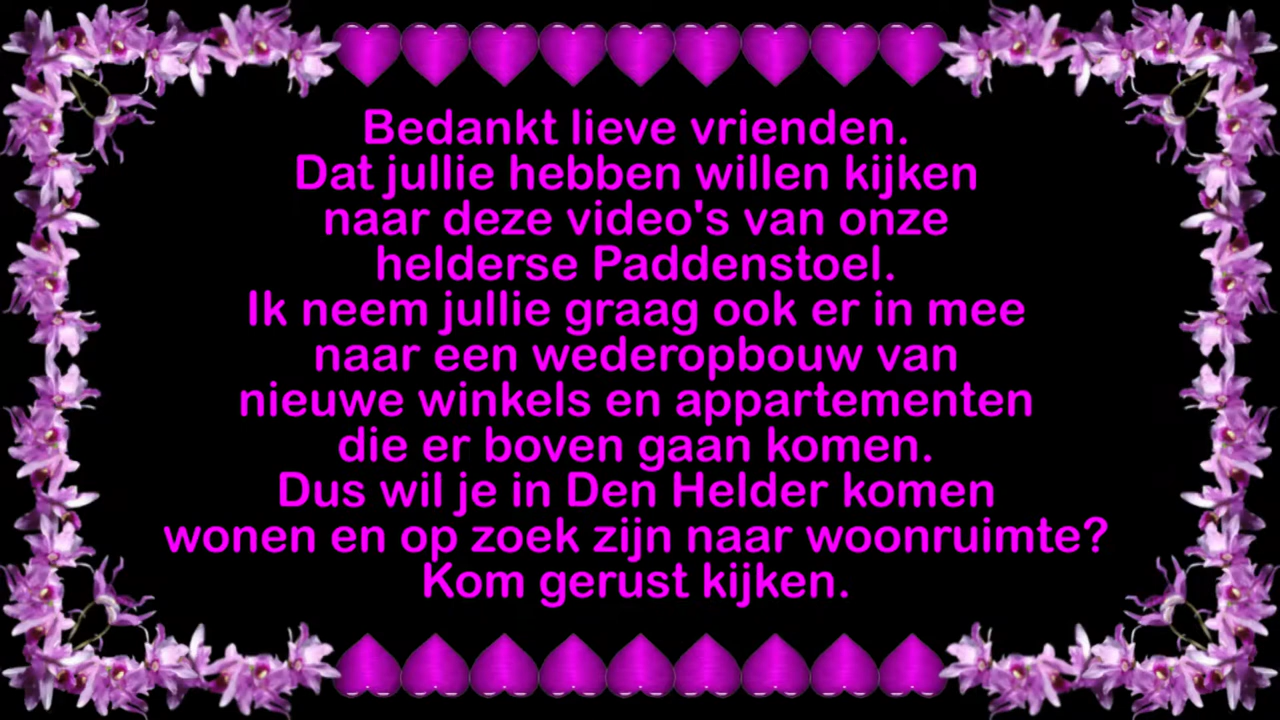 Bedankt lieve vrienden.
Dat jullie hebben willen kijken
naar deze video's van onze
helderse Paddenstoel.
Ik neem jullie graag ook er in mee
naar een wederopbouw van
nieuwe winkels en appartementen
die er boven gaan komen.
Dus wil je in Den Helder komen
wonen en op zoek zijn naar woonruimte?
Kom gerust kijken.